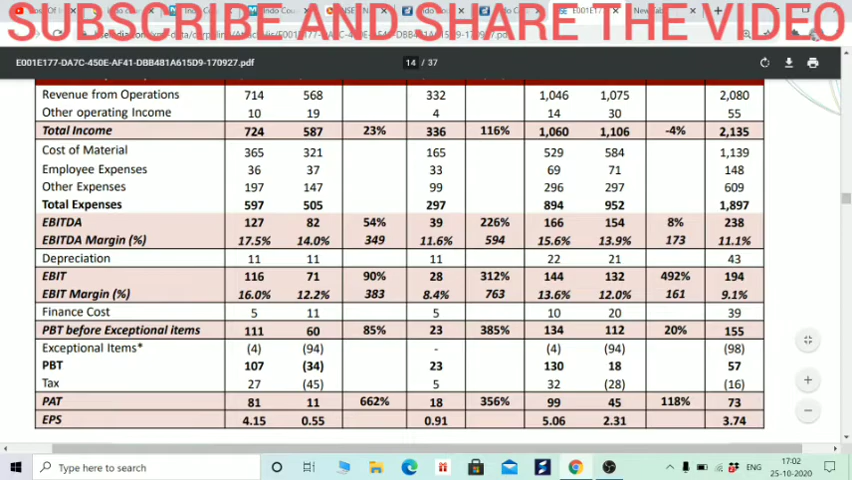 SUBSCRIBE AND SHARE THE VIDEO
E001E177-DA7C-450E-AF41-DBB481A615D9-170927.pdf 14 / 37
Revenue from Operations 714 568 332 1,046 1,075 2,080
Other operating Income 10 19 4 14 30 55
Total Income 724 587 23% 336 116% 1,060 1,106 -4% 2,135
Cost of Material 365 321 165 529 584 1,139
Employee Expenses 36 37 33 69 71 148
Other Expenses 197 147 99 296 297 609
Total Expenses 597 505 297 894 952 1,897
EBITDA 127 82 54% 39 226% 166 154 8% 238
EBITDA Margin (%) 17.5% 14.0% 349 11.6% 594 15.6% 13.9% 173 11.1%
Depreciation 11 11 11 22 21 43
EBIT 116 71 90% 28 312% 144 132 492% 194
EBIT Margin (%) 16.0% 12.2% 383 8.4% 763 13.6% 12.0% 161 9.1%
Finance Cost 5 11 5 10 20 39
PBT before Exceptional items 111 60 85% 23 385% 134 112 20% 155
Exceptional Items* (4) (94) - (4) (94) (98)
PBT 107 (34) 23 130 18 57
Tax 27 (45) 5 32 (28) (16)
PAT 81 11 662% 18 356% 99 45 118% 73
EPS 4.15 0.55 0.91 5.06 2.31 3.74
Type here to search
ENG
17:02
25-10-2020